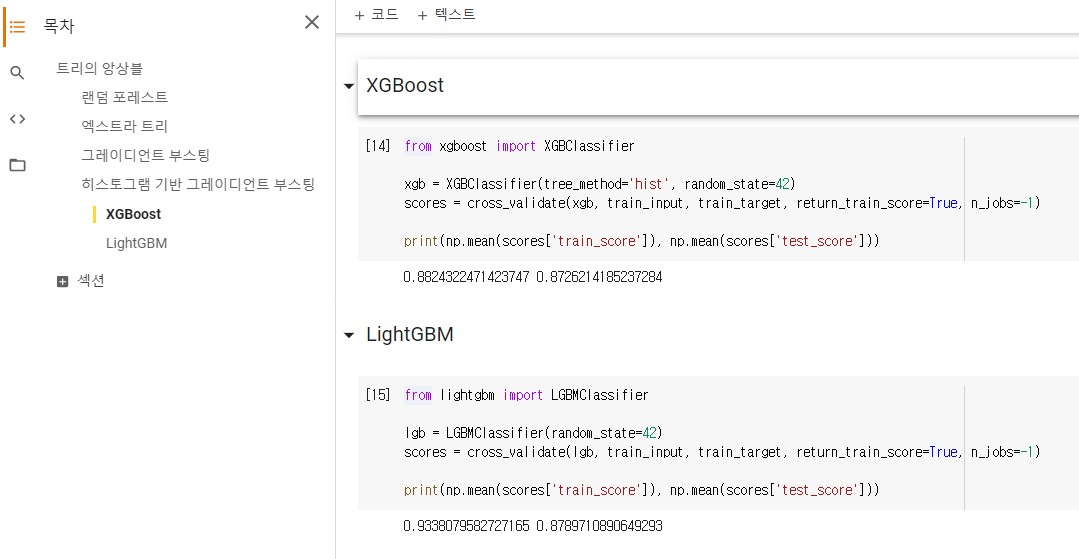 목차
트리의 앙상블
랜덤 포레스트
엑스트라 트리
그레이디언트 부스팅
히스토그램 기반 그레이디언트 부스팅
XGBoost
LightGBM
섹션
+ 코드 + 텍스트
XGBoost
[14] from xgboost import XGBClassifier
xgb = XGBClassifier(tree_method='hist', random_state=42)
scores = cross_validate(xgb, train_input, train_target, return_train_score=True, n_jobs=-1)
print(np.mean(scores['train_score']), np.mean(scores['test_score']))
0.8824322471423747 0.8726214185237284
LightGBM
[15] from lightgbm import LGBMClassifier
lgb = LGBMClassifier(random_state=42)
scores = cross_validate(lgb, train_input, train_target, return_train_score=True, n_jobs=-1)
print(np.mean(scores['train_score']), np.mean(scores['test_score']))
0.9338079582727165 0.8789710890649293